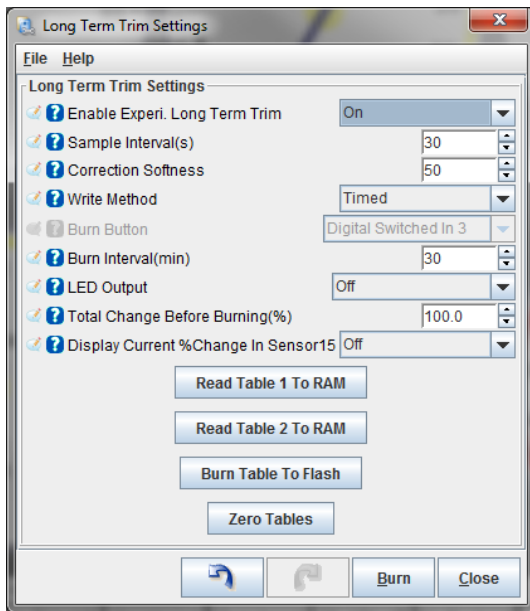 Long Term Trim Settings
File Help
Long Term Trim Settings
Enable Experi. Long Term Trim On
Sample Interval(s) 30
Correction Softness 50
Write Method Timed
Burn Button Digital Switched In 3
Burn Interval(min) 30
LED Output Off
Total Change Before Burning(%) 100.0
Display Current %Change In Sensor15 Off
Read Table 1 To RAM
Read Table 2 To RAM
Burn Table To Flash
Zero Tables
Burn Close